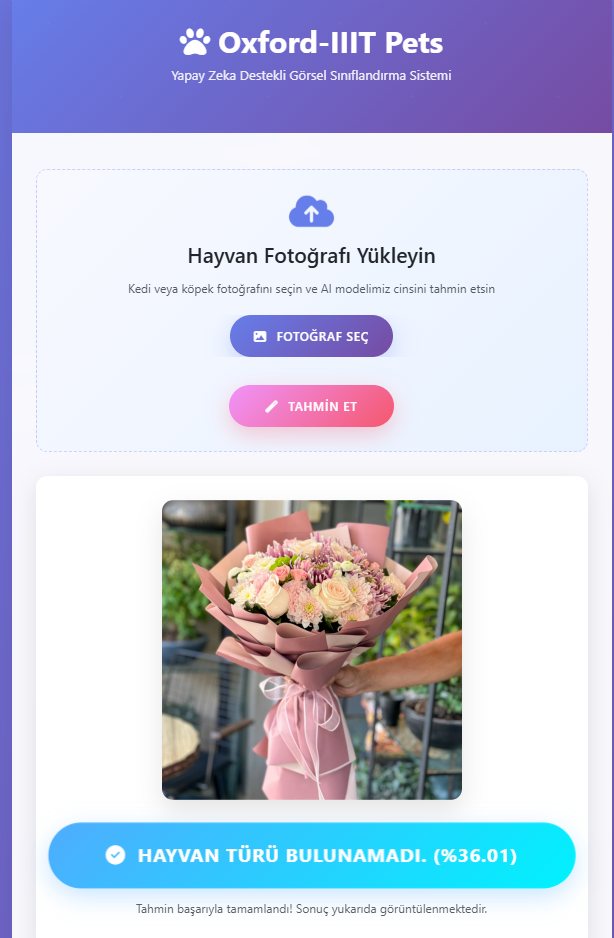 Oxford-IIIT Pets
Yapay Zeka Destekli Görsel Sınıflandırma Sistemi
Hayvan Fotoğrafı Yükleyin
Kedi veya köpek fotoğrafını seçin ve AI modelimiz cinsini tahmin etsin
FOTOĞRAF SEÇ
TAHMİN ET
HAYVAN TÜRÜ BULUNAMADI. (%36.01)
Tahmin başarıyla tamamlandı! Sonuç yukarıda görüntülenmektedir.